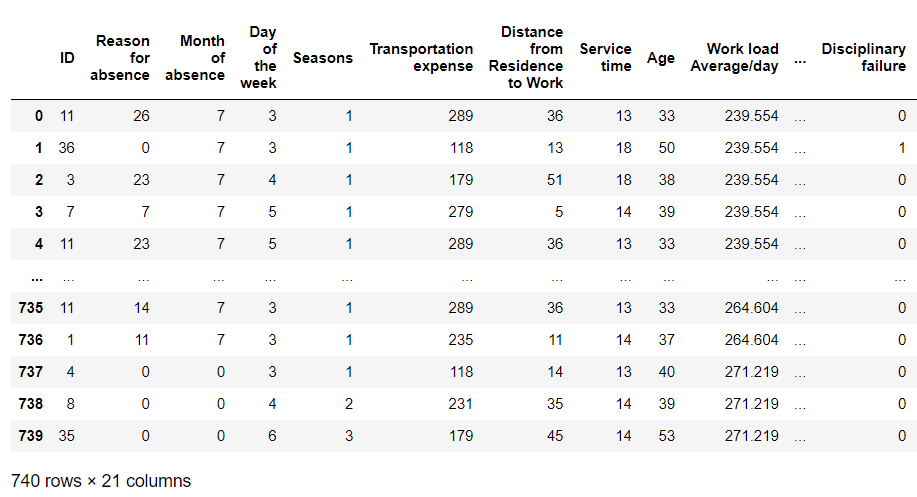 ID Reason for absence Month of absence Day of the week Seasons Transportation expense Distance from Residence to Work Service time Age Work load Average/day ... Disciplinary failure
0 11 26 7 3 1 289 36 13 33 239.554 ... 0
1 36 0 7 3 1 118 13 18 50 239.554 ... 1
2 3 23 7 4 1 179 51 18 38 239.554 ... 0
3 7 7 7 5 1 279 5 14 39 239.554 ... 0
4 11 23 7 5 1 289 36 13 33 239.554 ... 0
... ... ... ... ... ... ... ... ... ... ... ... ...
735 11 14 7 3 1 289 36 13 33 264.604 ... 0
736 1 11 7 3 1 235 11 14 37 264.604 ... 0
737 4 0 0 3 1 118 14 13 40 271.219 ... 0
738 8 0 0 4 2 231 35 14 39 271.219 ... 0
739 35 0 0 6 3 179 45 14 53 271.219 ... 0
740 rows × 21 columns